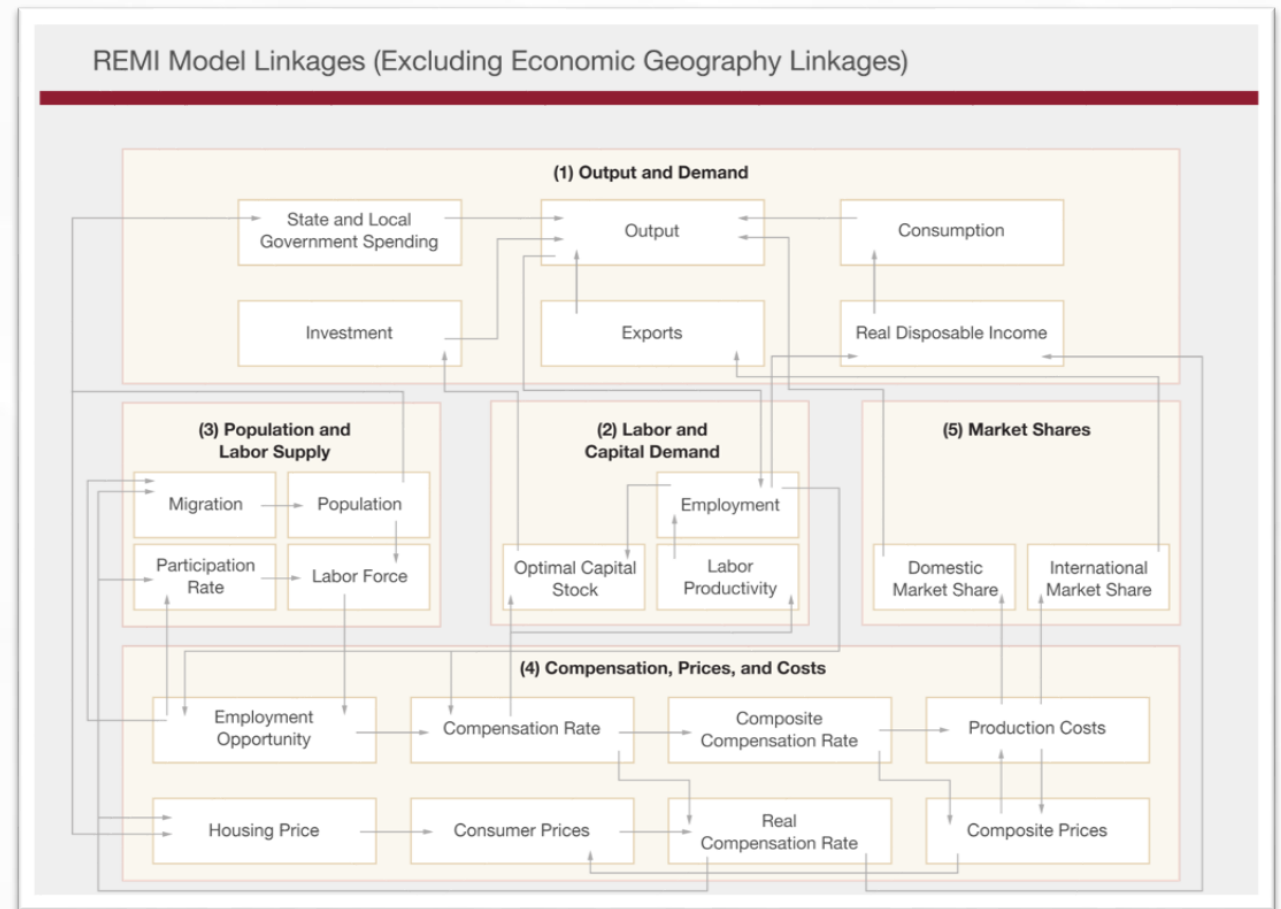 REMI Model Linkages (Excluding Economic Geography Linkages)
(1) Output and Demand
State and Local
Government Spending
Output
Consumption
Investment
Exports
Real Disposable Income
(3) Population and
Labor Supply
Migration
Population
Participation
Rate
Labor Force
(2) Labor and
Capital Demand
Employment
Optimal Capital
Stock
Labor
Productivity
(5) Market Shares
Domestic
Market Share
International
Market Share
(4) Compensation, Prices, and Costs
Employment
Opportunity
Compensation Rate
Composite
Compensation Rate
Production Costs
Housing Price
Consumer Prices
Real
Compensation Rate
Composite Prices